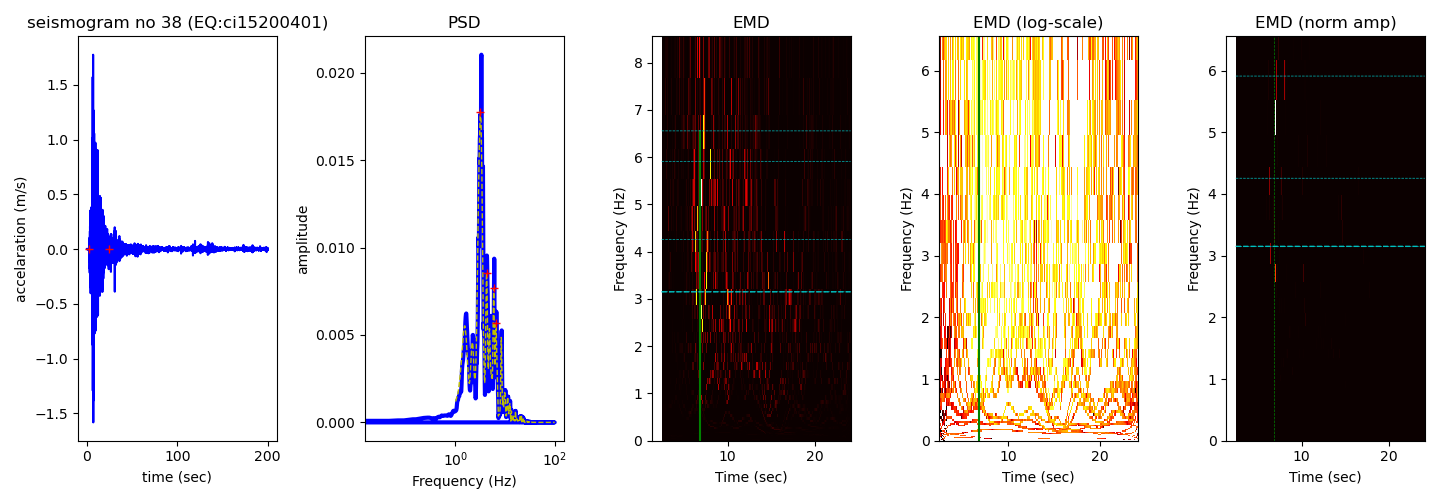 seismogram no 38 (EQ:ci15200401)
accelaration (m/s)
1.5
1.0
0.5
0.0
−0.5
−1.0
−1.5
0 100 200
time (sec)
PSD
amplitude
0.020
0.015
0.010
0.005
0.000
10^0 10^2
Frequency (Hz)
EMD
Frequency (Hz)
8
7
6
5
4
3
2
1
0
10 20
Time (sec)
EMD (log-scale)
Frequency (Hz)
6
5
4
3
2
1
0
10 20
Time (sec)
EMD (norm amp)
Frequency (Hz)
6
5
4
3
2
1
0
10 20
Time (sec)